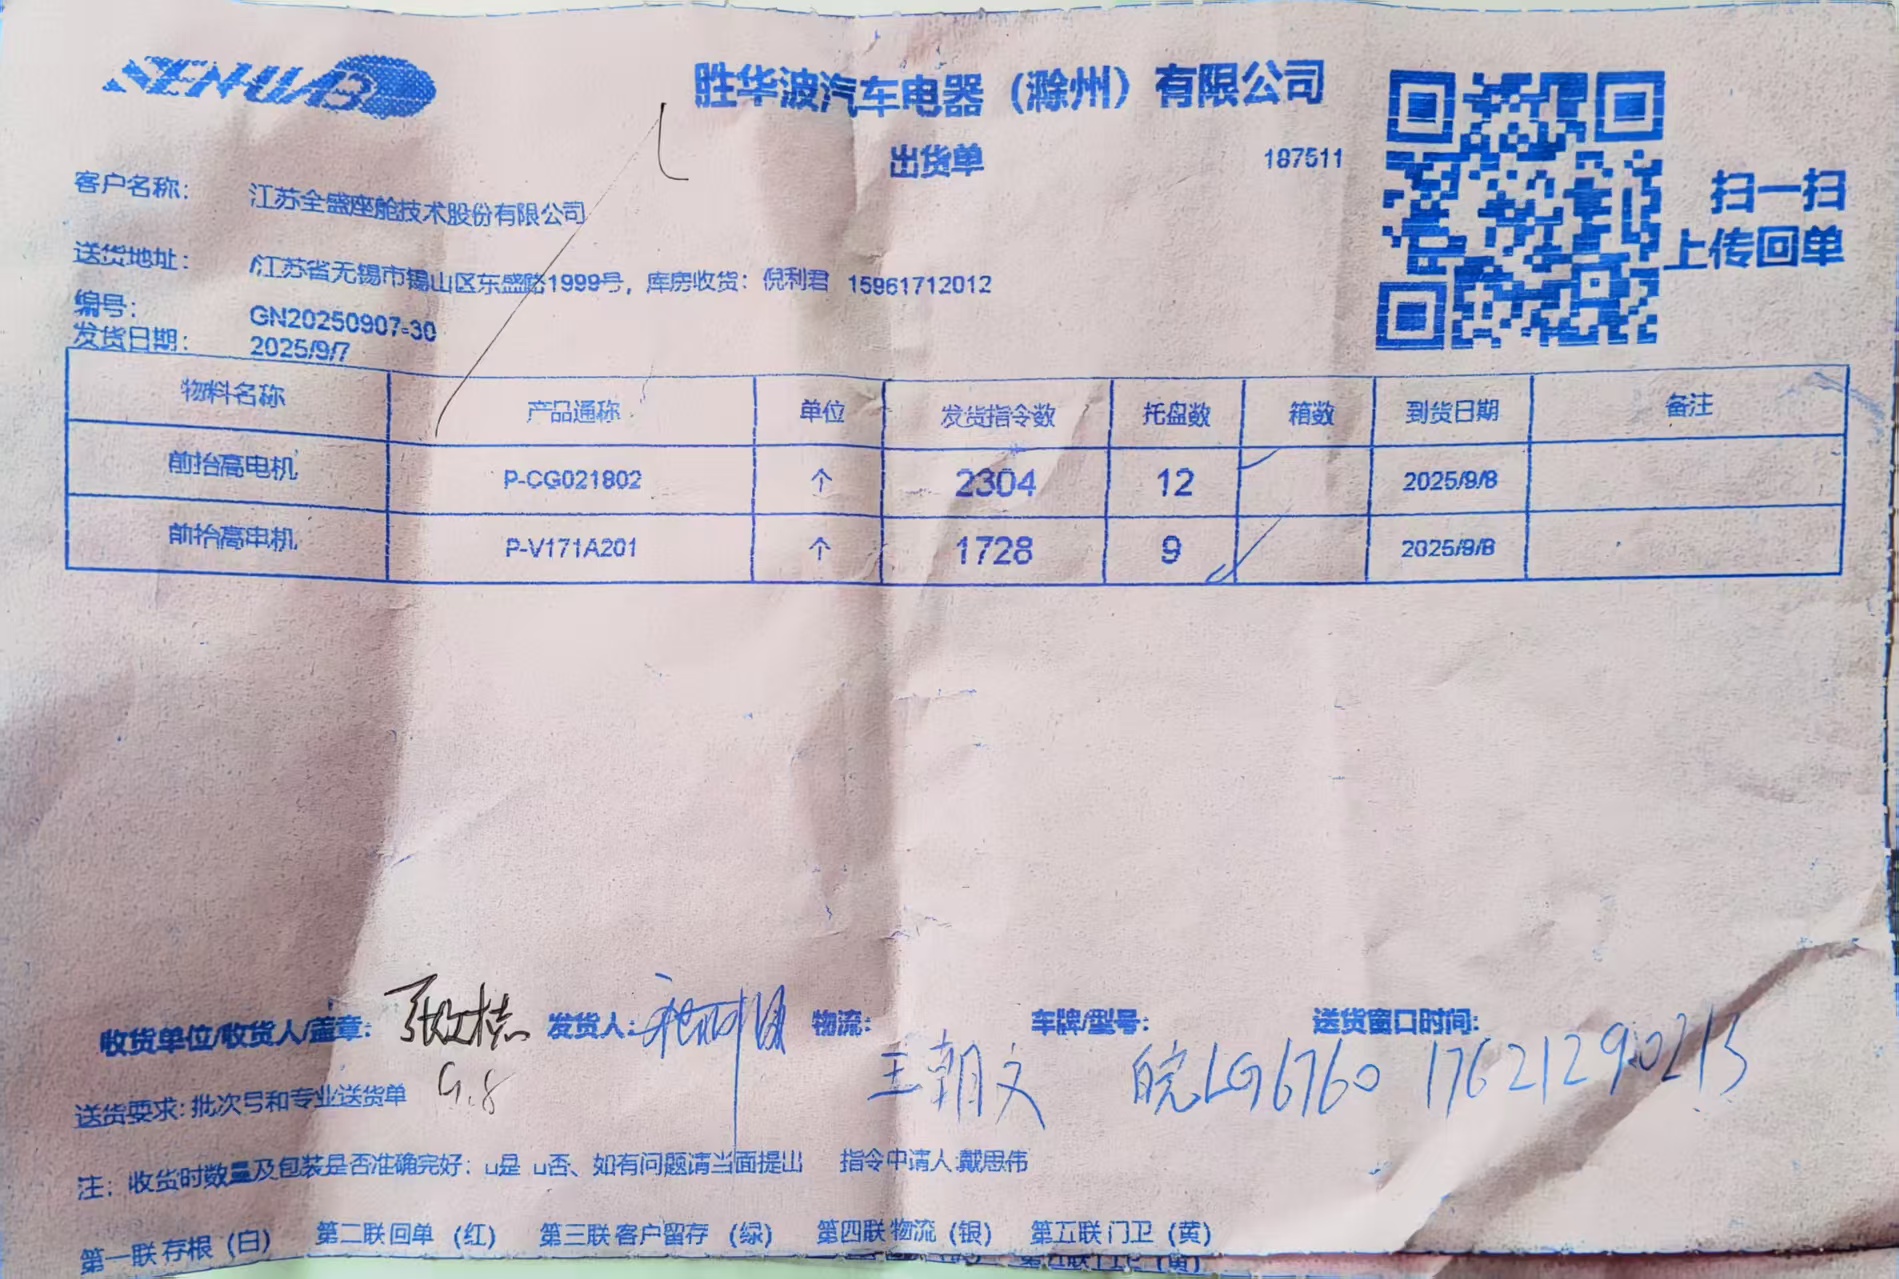 SENHUAB
胜华波汽车电器（滁州）有限公司
出货单 187511
扫一扫
上传回单
客户名称： 江苏全盛座舱技术股份有限公司
送货地址： /江苏省无锡市锡山区东盛路1999号，库房收货：倪利君 15961712012
编号： GN20250907-30
发货日期： 2025/9/7
物料名称 产品通称 单位 发货指令数 托盘数 箱数 到货日期 备注
前抬高电机 P-CG021802 个 2304 12 2025/9/8
前抬高电机 P-V171A201 个 1728 9 2025/9/8
收货单位/收货人/盖章： 发货人： 物流： 车牌/型号： 送货窗口时间：
王朝文 皖LG6760 17621290213
送货要求：批次号和专业送货单 9.8
注：收货时数量及包装是否准确完好：u是 u否、如有问题请当面提出 指令申请人 戴思伟
第一联 存根（白） 第二联 回单（红） 第三联 客户留存（绿） 第四联 物流（银） 第五联 门卫（黄）